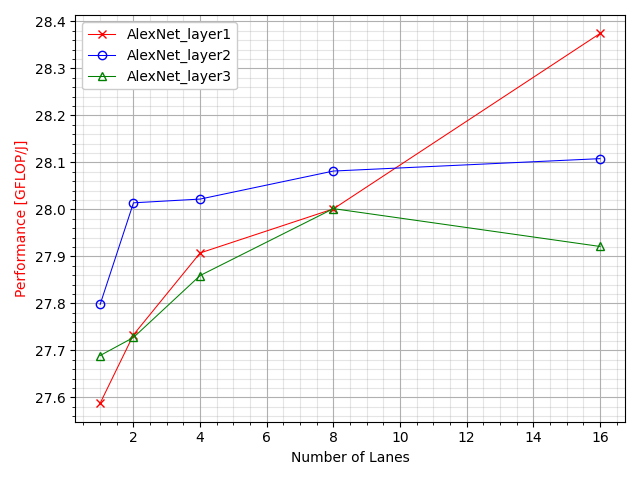 28.4
28.3
28.2
28.1
28.0
27.9
27.8
27.7
27.6
Performance [GFLOP/J]
AlexNet_layer1
AlexNet_layer2
AlexNet_layer3
2 4 6 8 10 12 14 16
Number of Lanes